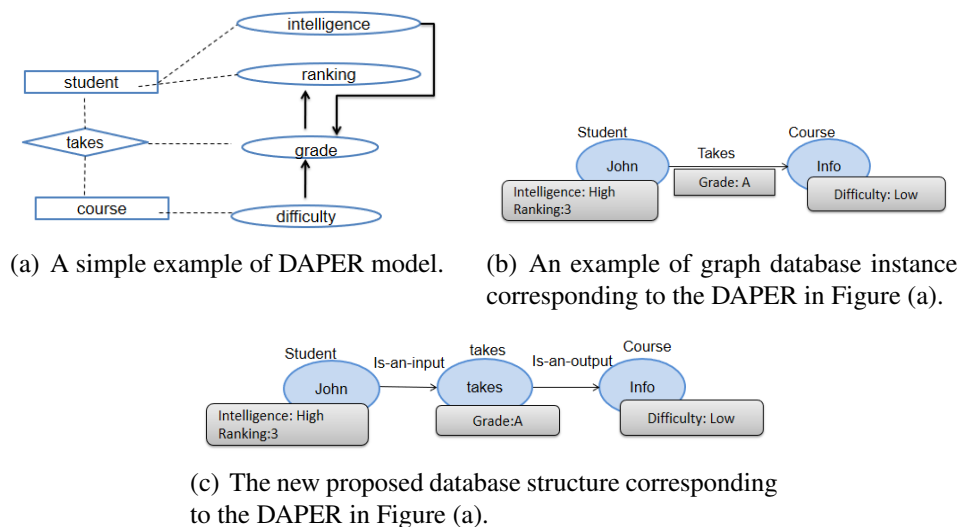 intelligence
ranking
student
takes
grade
course
difficulty
(a) A simple example of DAPER model.
Student
Course
Takes
John
Info
Grade: A
Intelligence: High
Ranking:3
Difficulty: Low
(b) An example of graph database instance
corresponding to the DAPER in Figure (a).
Student
takes
Course
Is-an-input
Is-an-output
John
takes
Info
Intelligence: High
Ranking:3
Grade:A
Difficulty: Low
(c) The new proposed database structure corresponding
to the DAPER in Figure (a).